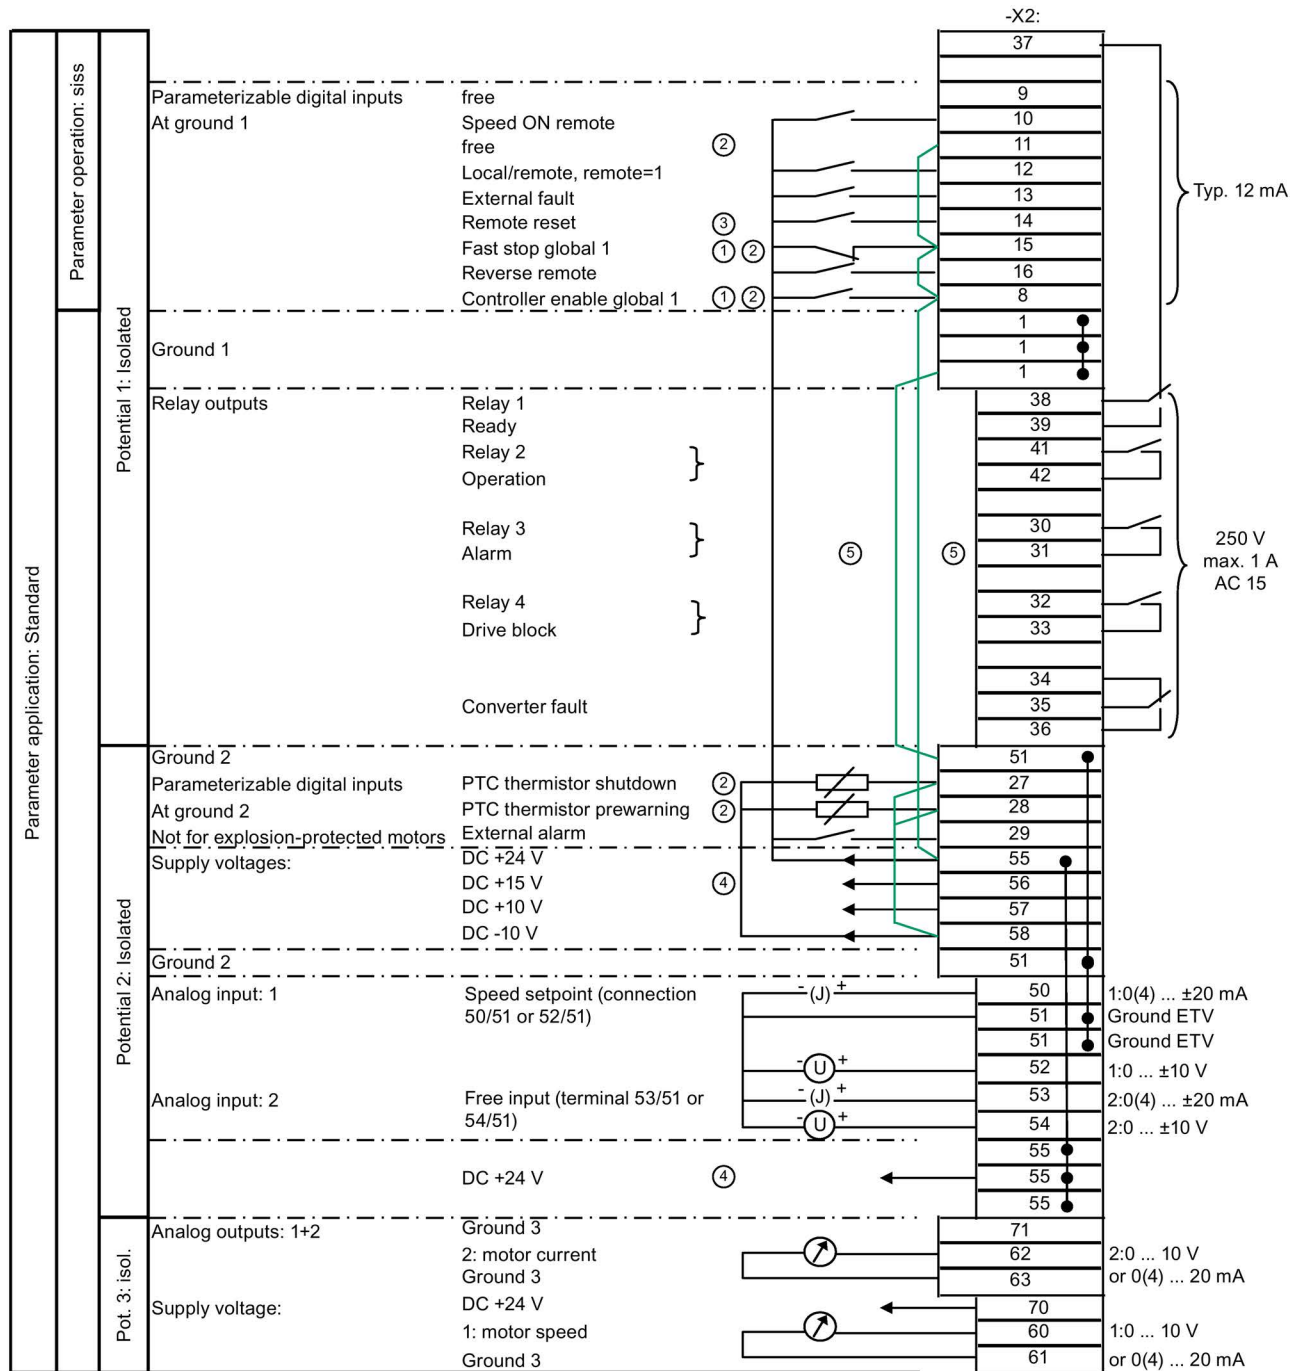 -X2:
37
Parameterizable digital inputs free 9
At ground 1 Speed ON remote 10
free ② 11
Local/remote, remote=1 12
External fault 13 Typ. 12 mA
Remote reset ③ 14
Fast stop global 1 ① ② 15
Reverse remote 16
Controller enable global 1 ① ② 8
1
Ground 1 1
1
Relay outputs Relay 1 38
Ready 39
Relay 2 } 41
Operation 42
Relay 3 } 30
Alarm ⑤ ⑤ 31
250 V
max. 1 A
AC 15
Relay 4 } 32
Drive block 33
34
Converter fault 35
36
Ground 2 51
Parameterizable digital inputs PTC thermistor shutdown ② 27
At ground 2 PTC thermistor prewarning ② 28
Not for explosion-protected motors External alarm 29
Supply voltages: DC +24 V 55
DC +15 V ④ 56
DC +10 V 57
DC -10 V 58
Ground 2 51
Analog input: 1 Speed setpoint (connection - (J) + 50 1:0(4) ... ±20 mA
50/51 or 52/51) 51 Ground ETV
51 Ground ETV
- U + 52 1:0 ... ±10 V
Analog input: 2 Free input (terminal 53/51 or - (J) + 53 2:0(4) ... ±20 mA
54/51) - U + 54 2:0 ... ±10 V
55
DC +24 V ④ 55
55
Analog outputs: 1+2 Ground 3 71
2: motor current 62 2:0 ... 10 V
Ground 3 63 or 0(4) ... 20 mA
Supply voltage: DC +24 V 70
1: motor speed 60 1:0 ... 10 V
Ground 3 61 or 0(4) ... 20 mA
Parameter application: Standard
Parameter operation: siss
Potential 1: Isolated
Potential 2: Isolated
Pot. 3: isol.